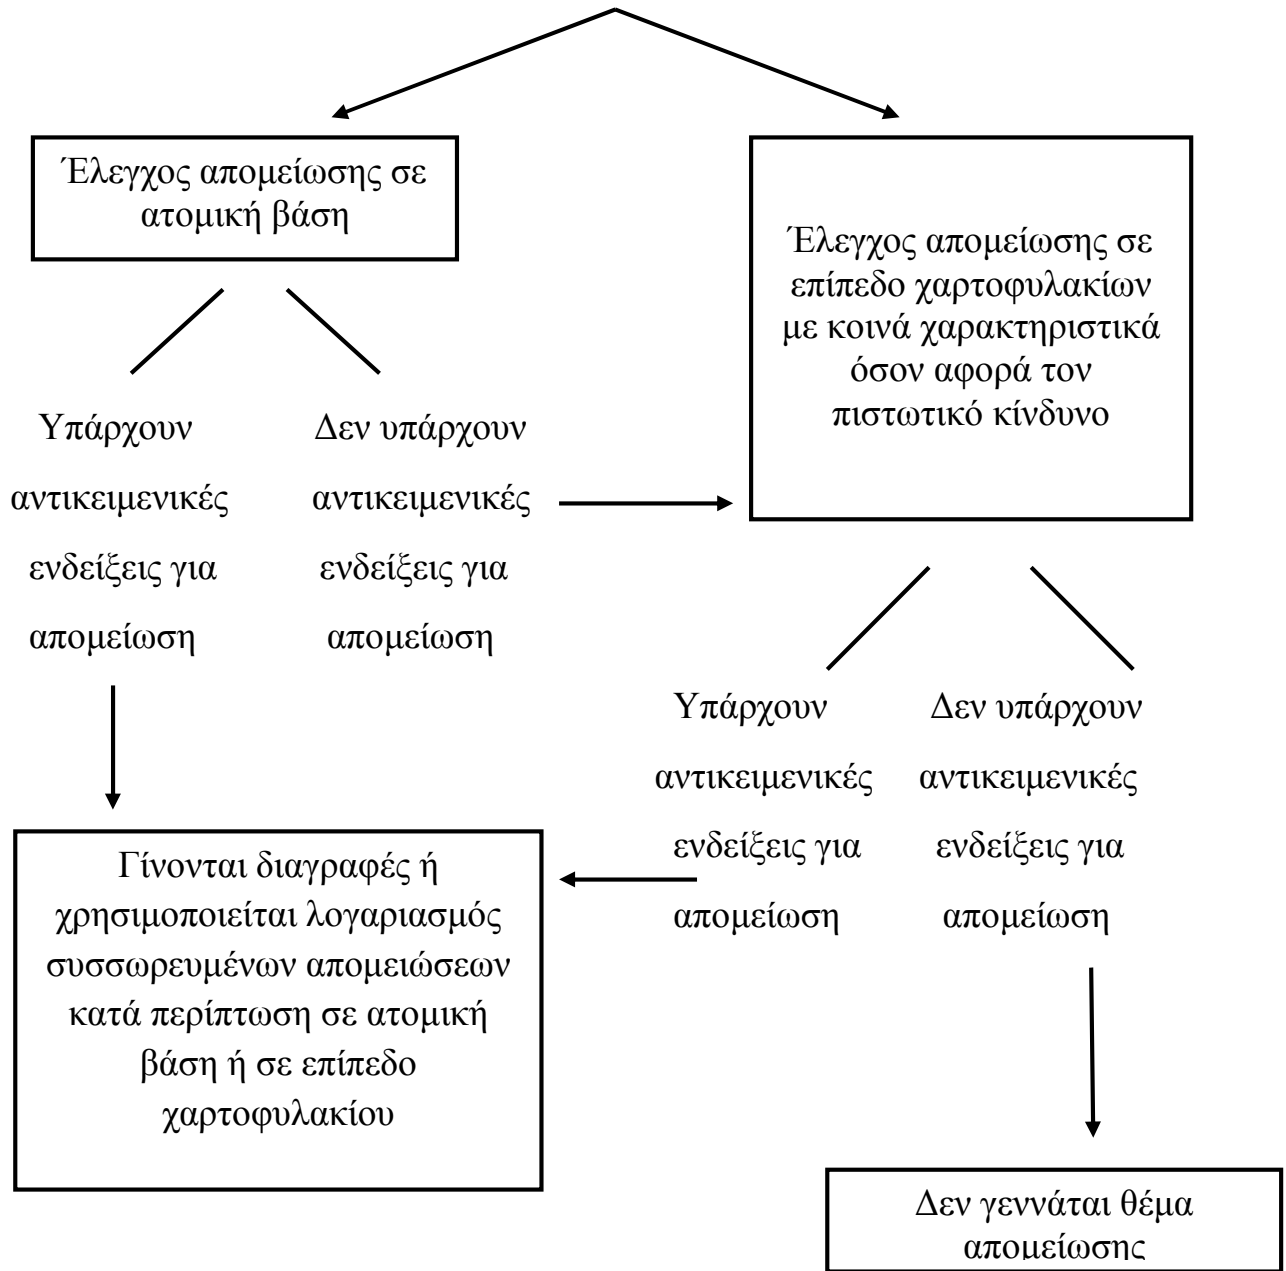 Έλεγχος απομείωσης σε
ατομική βάση
Έλεγχος απομείωσης σε
επίπεδο χαρτοφυλακίων
με κοινά χαρακτηριστικά
όσον αφορά τον
πιστωτικό κίνδυνο
Υπάρχουν
αντικειμενικές
ενδείξεις για
απομείωση
Δεν υπάρχουν
αντικειμενικές
ενδείξεις για
απομείωση
Υπάρχουν
αντικειμενικές
ενδείξεις για
απομείωση
Δεν υπάρχουν
αντικειμενικές
ενδείξεις για
απομείωση
Γίνονται διαγραφές ή
χρησιμοποιείται λογαριασμός
συσσωρευμένων απομειώσεων
κατά περίπτωση σε ατομική
βάση ή σε επίπεδο
χαρτοφυλακίου
Δεν γεννάται θέμα
απομείωσης